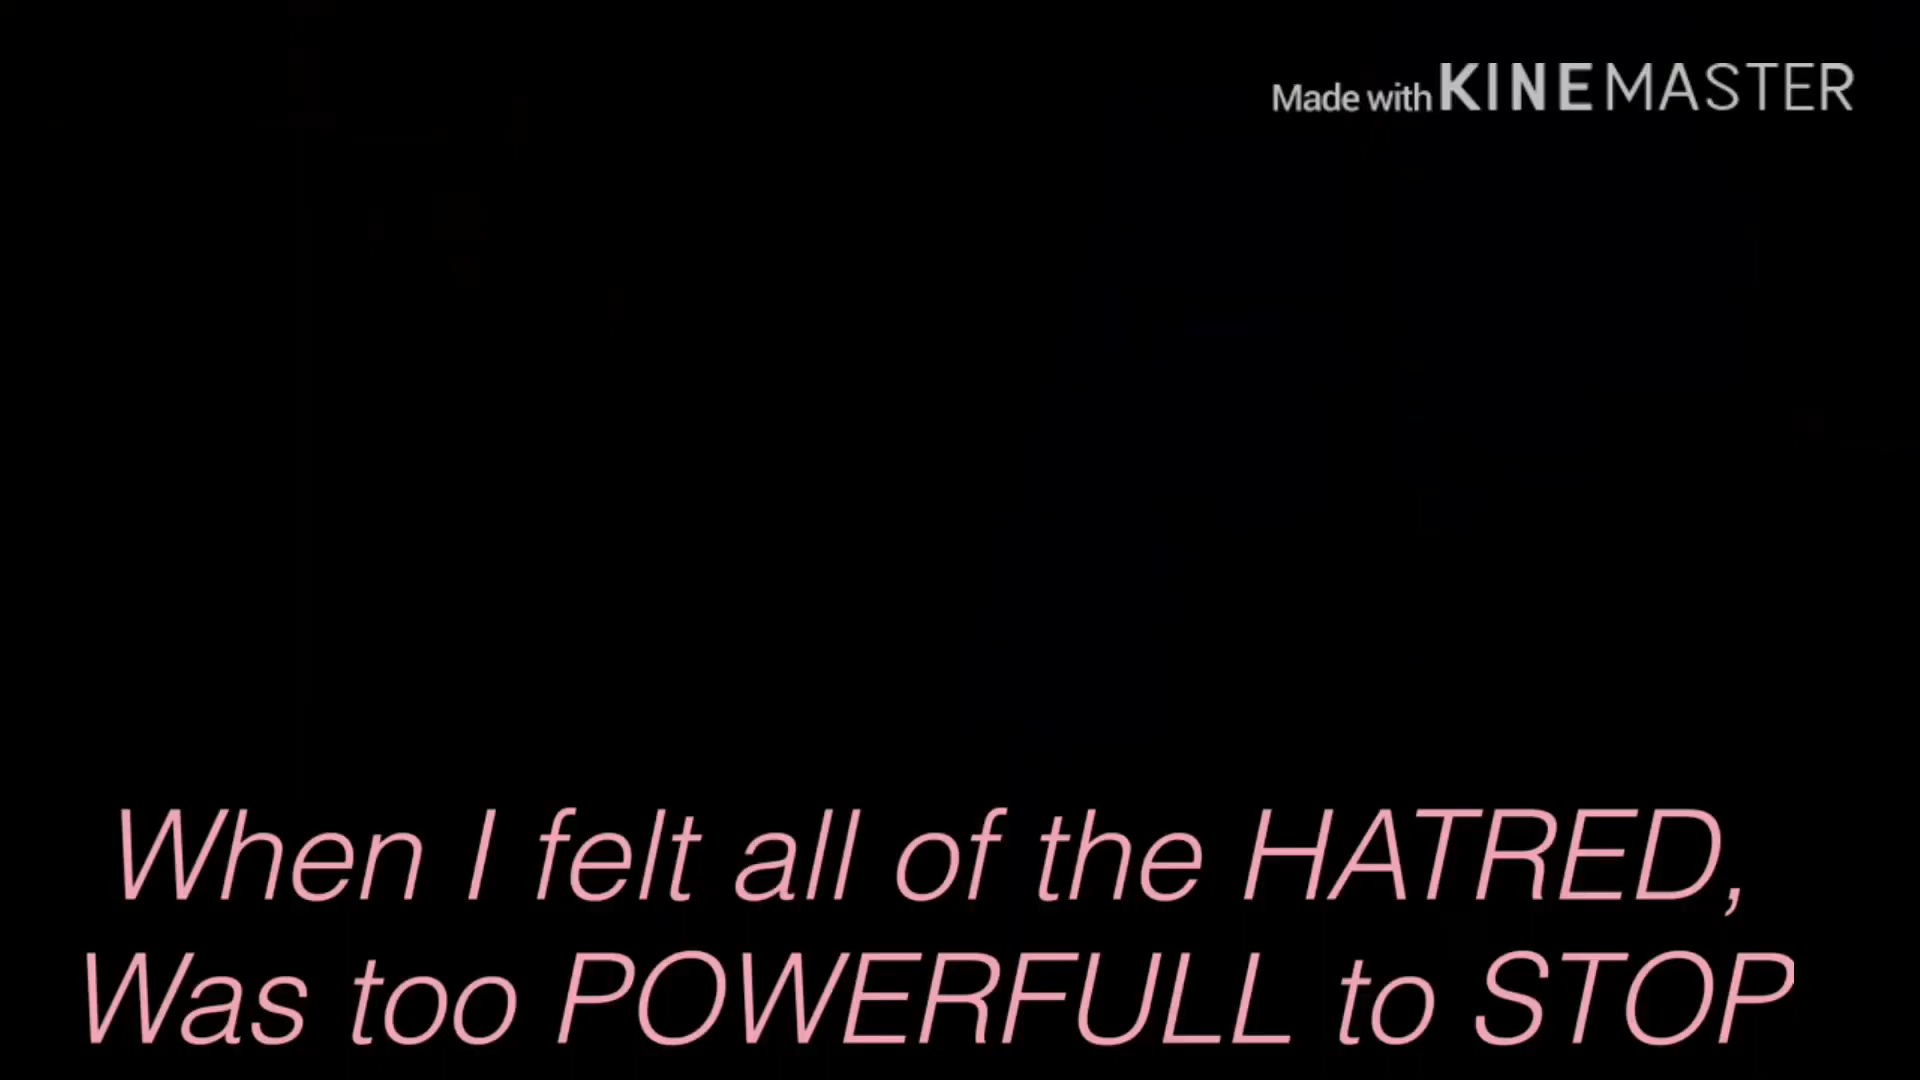 Made with KINEMASTER
When I felt all of the HATRED,
Was too POWERFULL to STOP